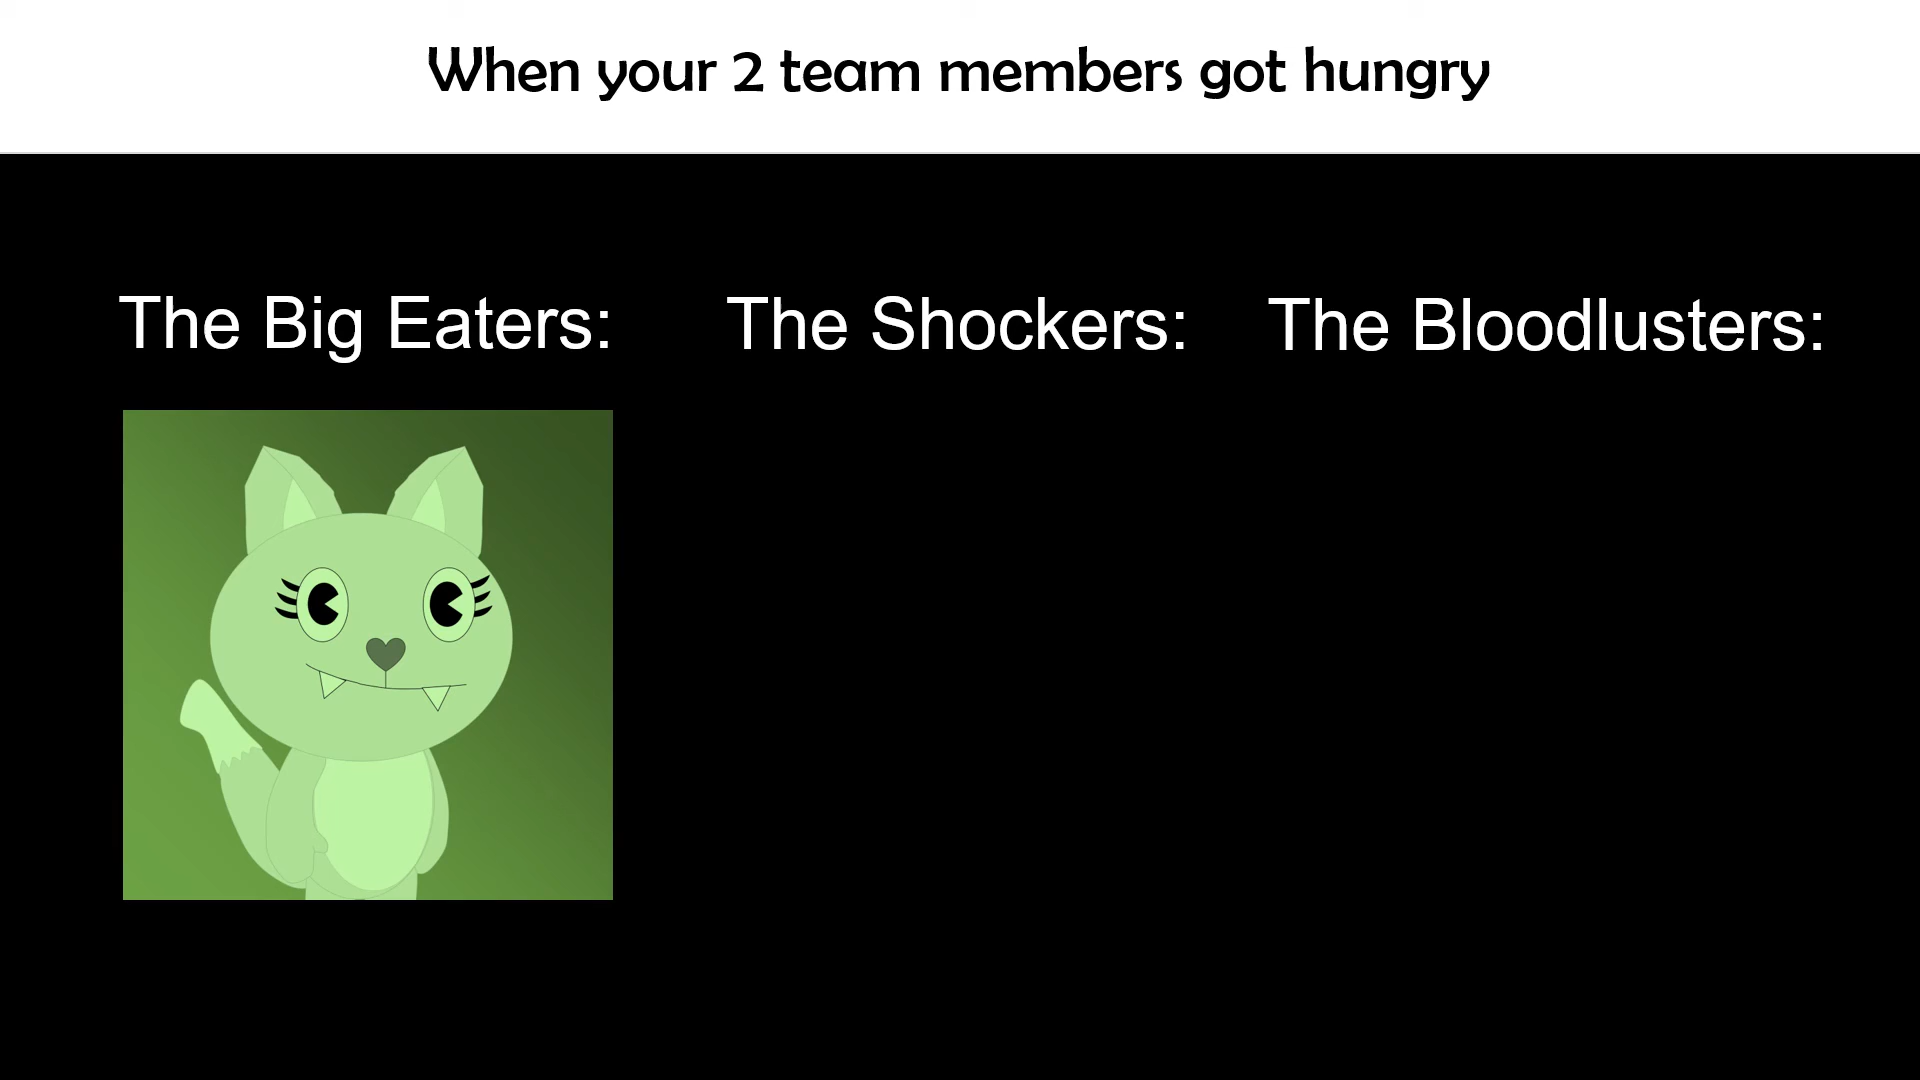 When your 2 team members got hungry
The Big Eaters:
The Shockers:
The Bloodlusters: